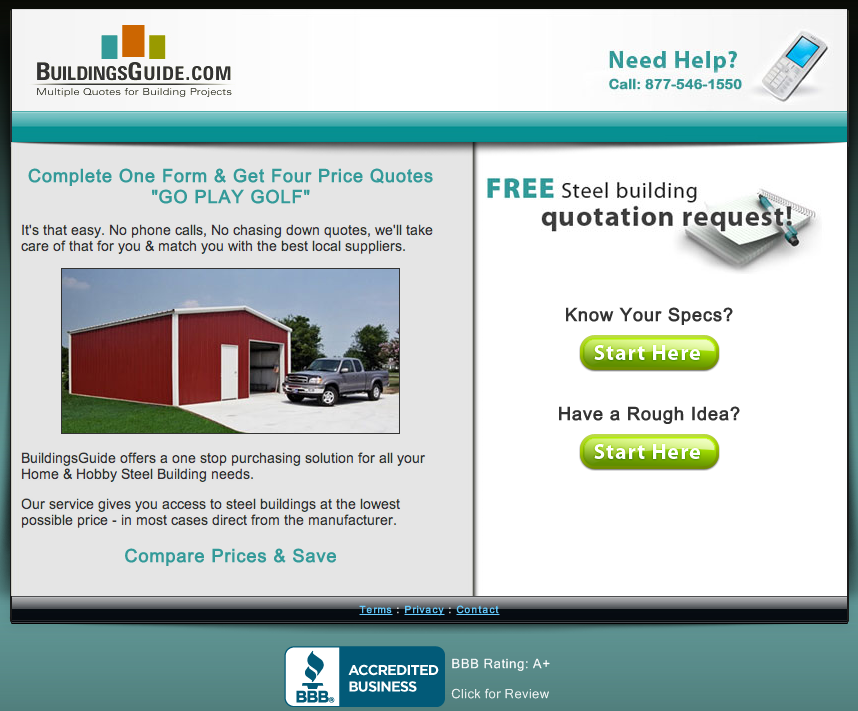 BUILDINGSGUIDE.COM
Multiple Quotes for Building Projects
Need Help?
Call: 877-546-1550
Complete One Form & Get Four Price Quotes
"GO PLAY GOLF"
It's that easy. No phone calls, No chasing down quotes, we'll take
care of that for you & match you with the best local suppliers.
BuildingsGuide offers a one stop purchasing solution for all your
Home & Hobby Steel Building needs.
Our service gives you access to steel buildings at the lowest
possible price - in most cases direct from the manufacturer.
Compare Prices & Save
FREE Steel building
quotation request!
Know Your Specs?
Start Here
Have a Rough Idea?
Start Here
Terms : Privacy : Contact
BBB®
ACCREDITED
BUSINESS
BBB Rating: A+
Click for Review